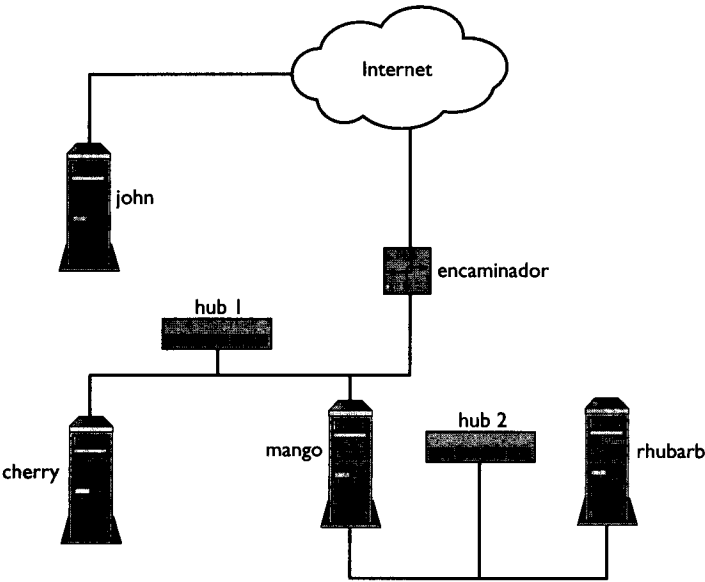 Internet
john
encaminador
hub 1
cherry
mango
hub 2
rhubarb